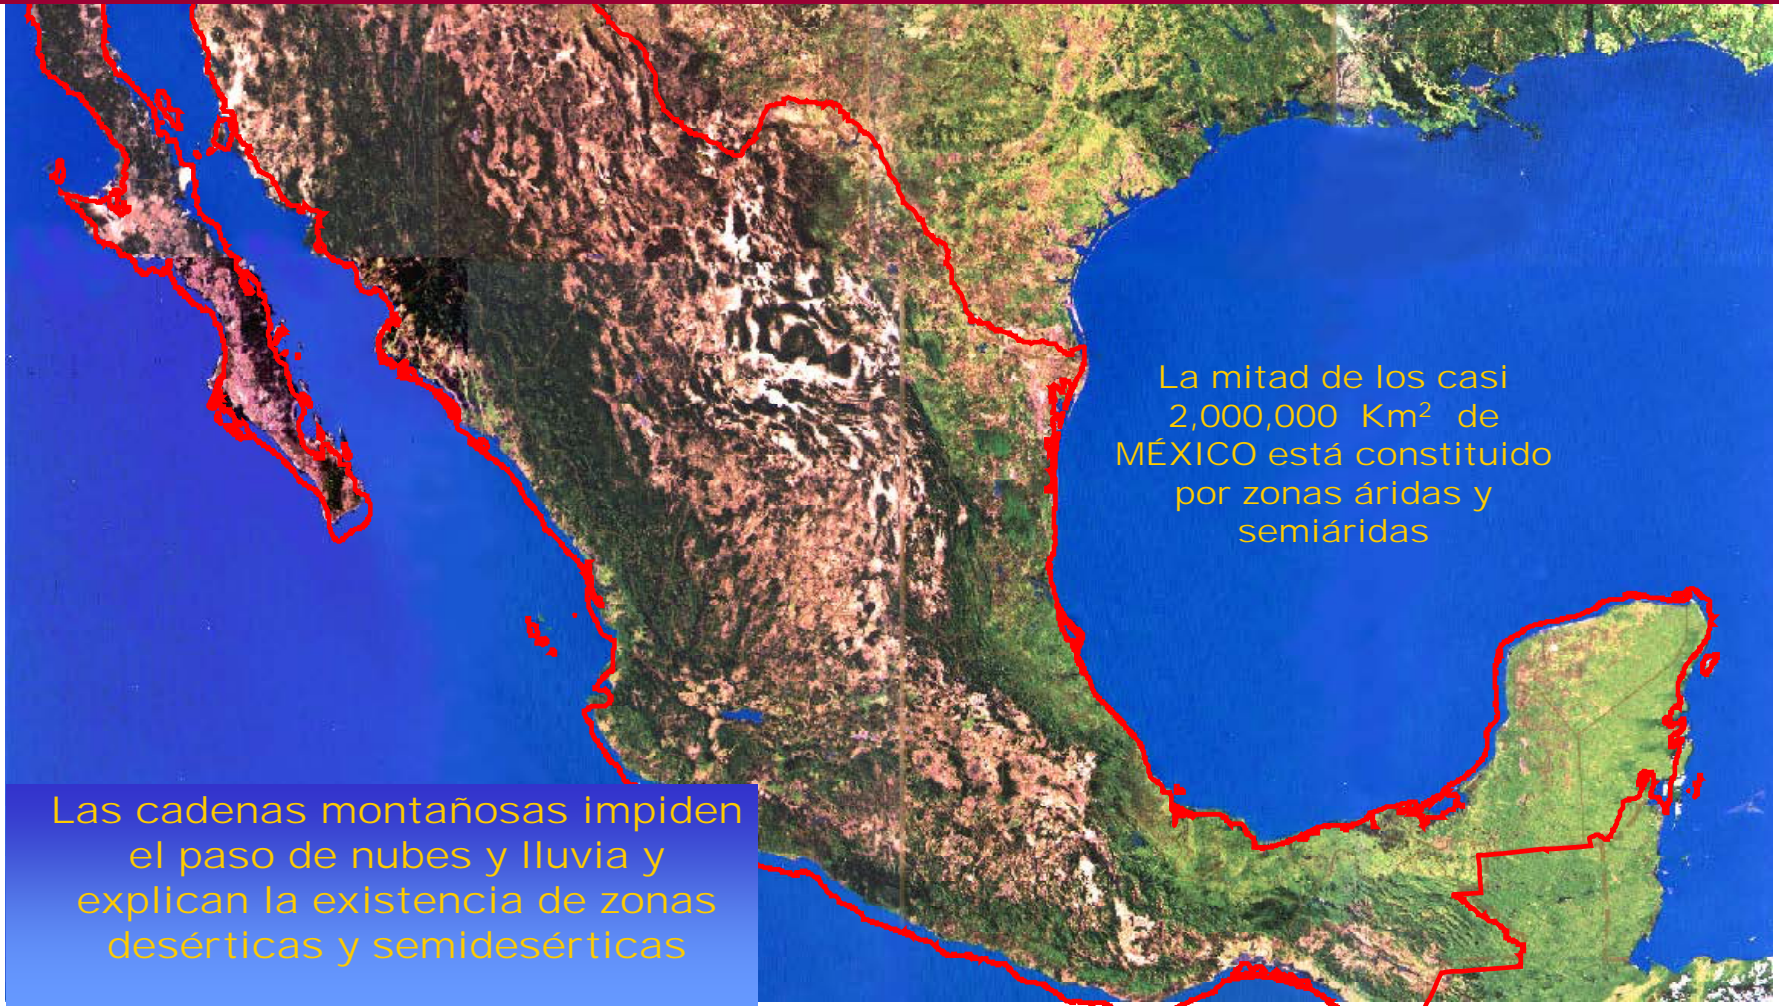 La mitad de los casi
2,000,000 Km² de
MÉXICO está constituido
por zonas áridas y
semiáridas
Las cadenas montañosas impiden
el paso de nubes y lluvia y
explican la existencia de zonas
desérticas y semidesérticas